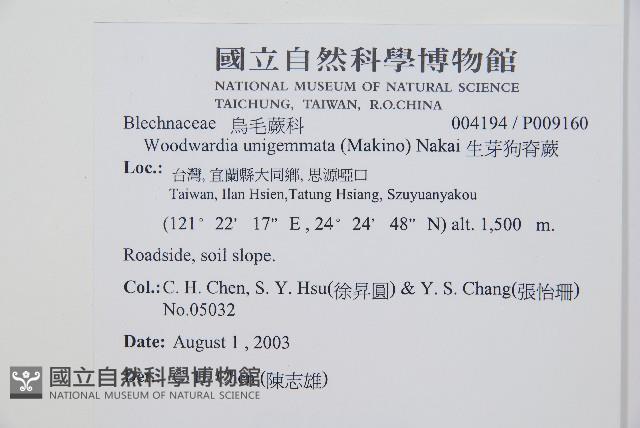 國立自然科學博物館
NATIONAL MUSEUM OF NATURAL SCIENCE
TAICHUNG, TAIWAN, R.O.CHINA
Blechnaceae 烏毛蕨科 004194 / P009160
Woodwardia unigemmata (Makino) Nakai 生芽狗脊蕨
Loc.: 台灣, 宜蘭縣大同鄉, 思源啞口
Taiwan, Ilan Hsien,Tatung Hsiang, Szuyuanyakou
(121° 22' 17" E , 24° 24' 48" N) alt. 1,500 m.
Roadside, soil slope.
Col.: C. H. Chen, S. Y. Hsu(徐昇圓) & Y. S. Chang(張怡珊)
No.05032
Date: August 1 , 2003
(陳志雄)
國立自然科學博物館
NATIONAL MUSEUM OF NATURAL SCIENCE